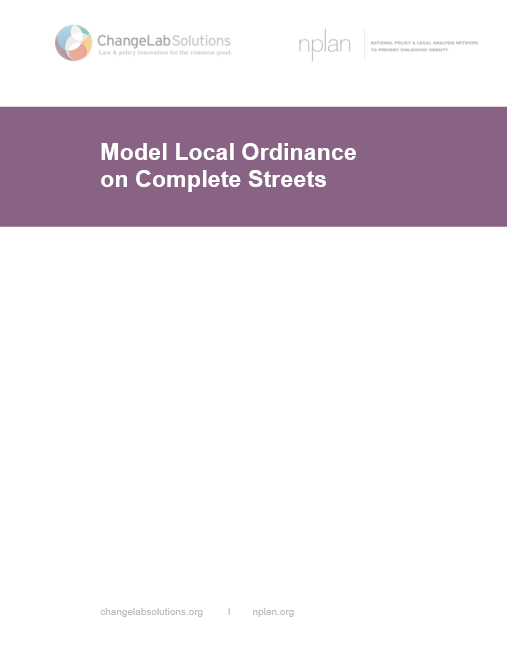 ChangeLabSolutions
Law & policy innovation for the common good.
nplan
NATIONAL POLICY & LEGAL ANALYSIS NETWORK
TO PREVENT CHILDHOOD OBESITY
Model Local Ordinance
on Complete Streets
changelabsolutions.org | nplan.org